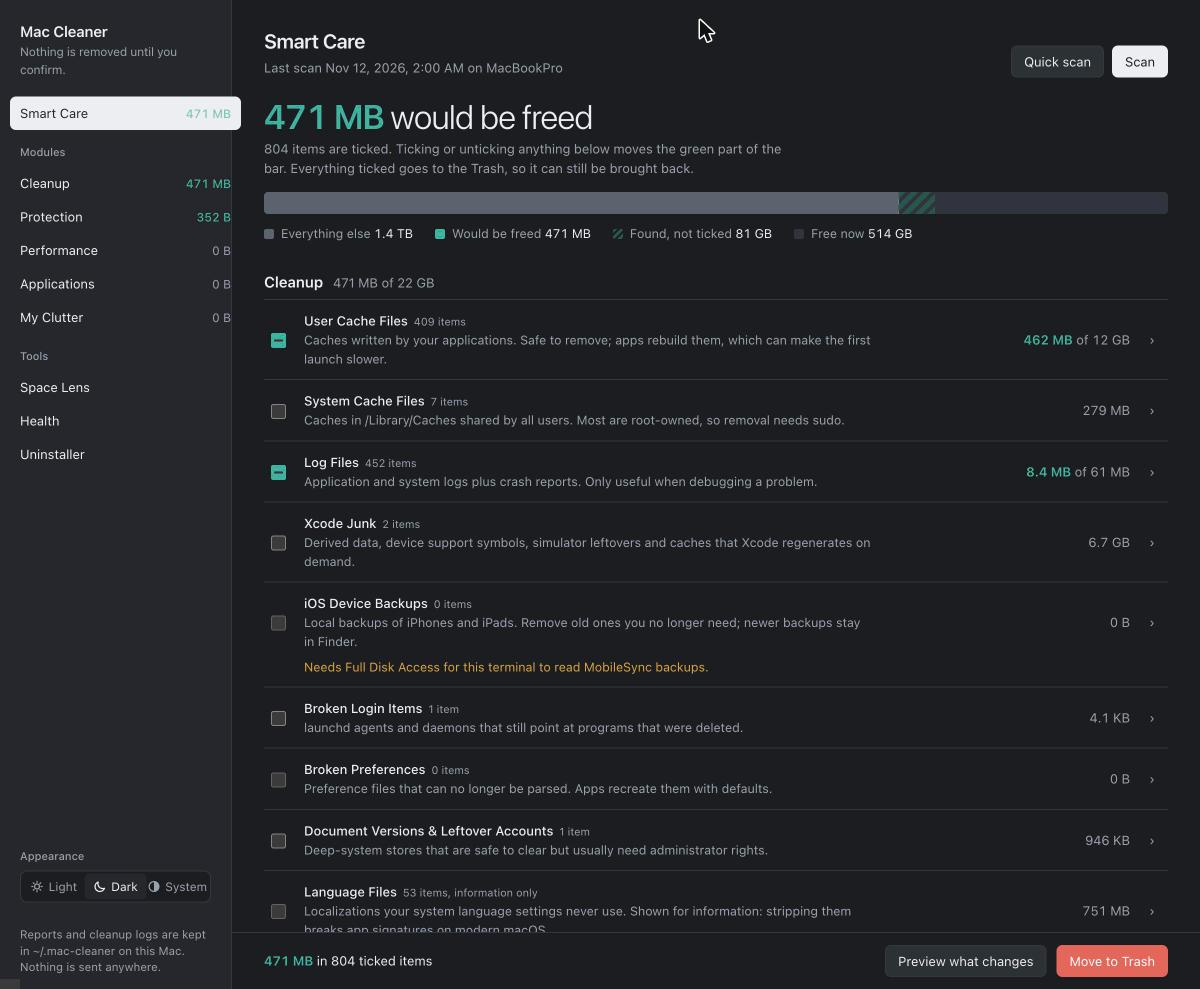 Mac Cleaner
Nothing is removed until you
confirm.
Smart Care 471 MB
Modules
Cleanup 471 MB
Protection 352 B
Performance 0 B
Applications 0 B
My Clutter 0 B
Tools
Space Lens
Health
Uninstaller
Appearance
Light Dark System
Reports and cleanup logs are kept
in ~/.mac-cleaner on this Mac.
Nothing is sent anywhere.
Smart Care
Last scan Nov 12, 2026, 2:00 AM on MacBookPro
Quick scan Scan
471 MB would be freed
804 items are ticked. Ticking or unticking anything below moves the green part of the
bar. Everything ticked goes to the Trash, so it can still be brought back.
Everything else 1.4 TB Would be freed 471 MB Found, not ticked 81 GB Free now 514 GB
Cleanup 471 MB of 22 GB
User Cache Files 409 items
Caches written by your applications. Safe to remove; apps rebuild them, which can make the first
launch slower.
462 MB of 12 GB ›
System Cache Files 7 items
Caches in /Library/Caches shared by all users. Most are root-owned, so removal needs sudo.
279 MB ›
Log Files 452 items
Application and system logs plus crash reports. Only useful when debugging a problem.
8.4 MB of 61 MB ›
Xcode Junk 2 items
Derived data, device support symbols, simulator leftovers and caches that Xcode regenerates on
demand.
6.7 GB ›
iOS Device Backups 0 items
Local backups of iPhones and iPads. Remove old ones you no longer need; newer backups stay
in Finder.
Needs Full Disk Access for this terminal to read MobileSync backups.
0 B ›
Broken Login Items 1 item
launchd agents and daemons that still point at programs that were deleted.
4.1 KB ›
Broken Preferences 0 items
Preference files that can no longer be parsed. Apps recreate them with defaults.
0 B ›
Document Versions & Leftover Accounts 1 item
Deep-system stores that are safe to clear but usually need administrator rights.
946 KB ›
Language Files 53 items, information only
Localizations your system language settings never use. Shown for information: stripping them
breaks app signatures on modern macOS.
751 MB ›
471 MB in 804 ticked items
Preview what changes Move to Trash